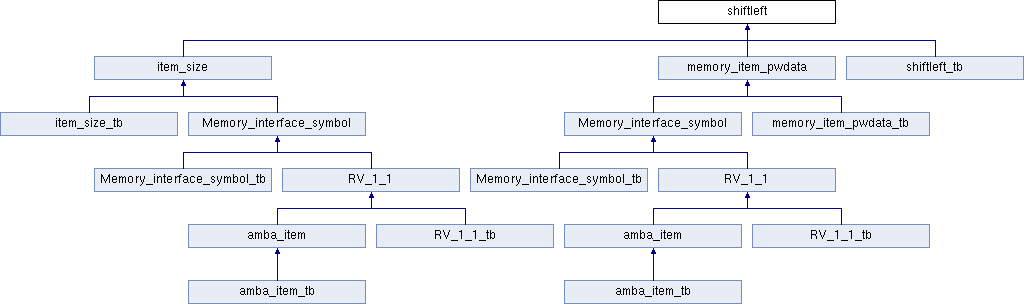 shiftleft
item_size
memory_item_pwdata
shiftleft_tb
item_size_tb
Memory_interface_symbol
Memory_interface_symbol
memory_item_pwdata_tb
Memory_interface_symbol_tb
RV_1_1
Memory_interface_symbol_tb
RV_1_1
amba_item
RV_1_1_tb
amba_item
RV_1_1_tb
amba_item_tb
amba_item_tb